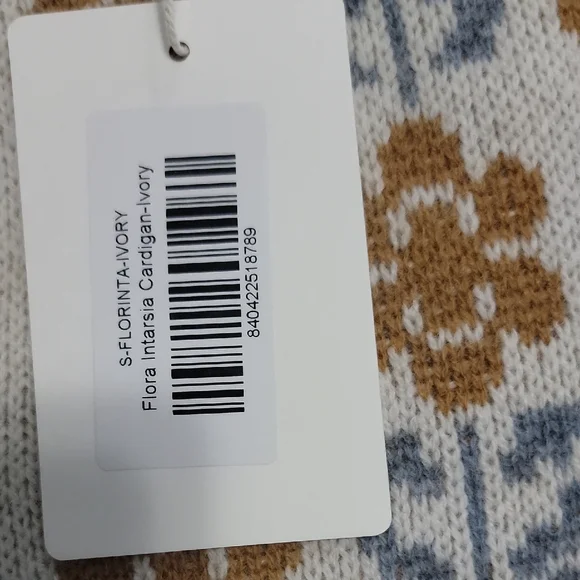 S-FLORINTA-IVORY
Flora Intarsia Cardigan-Ivory
840422518789